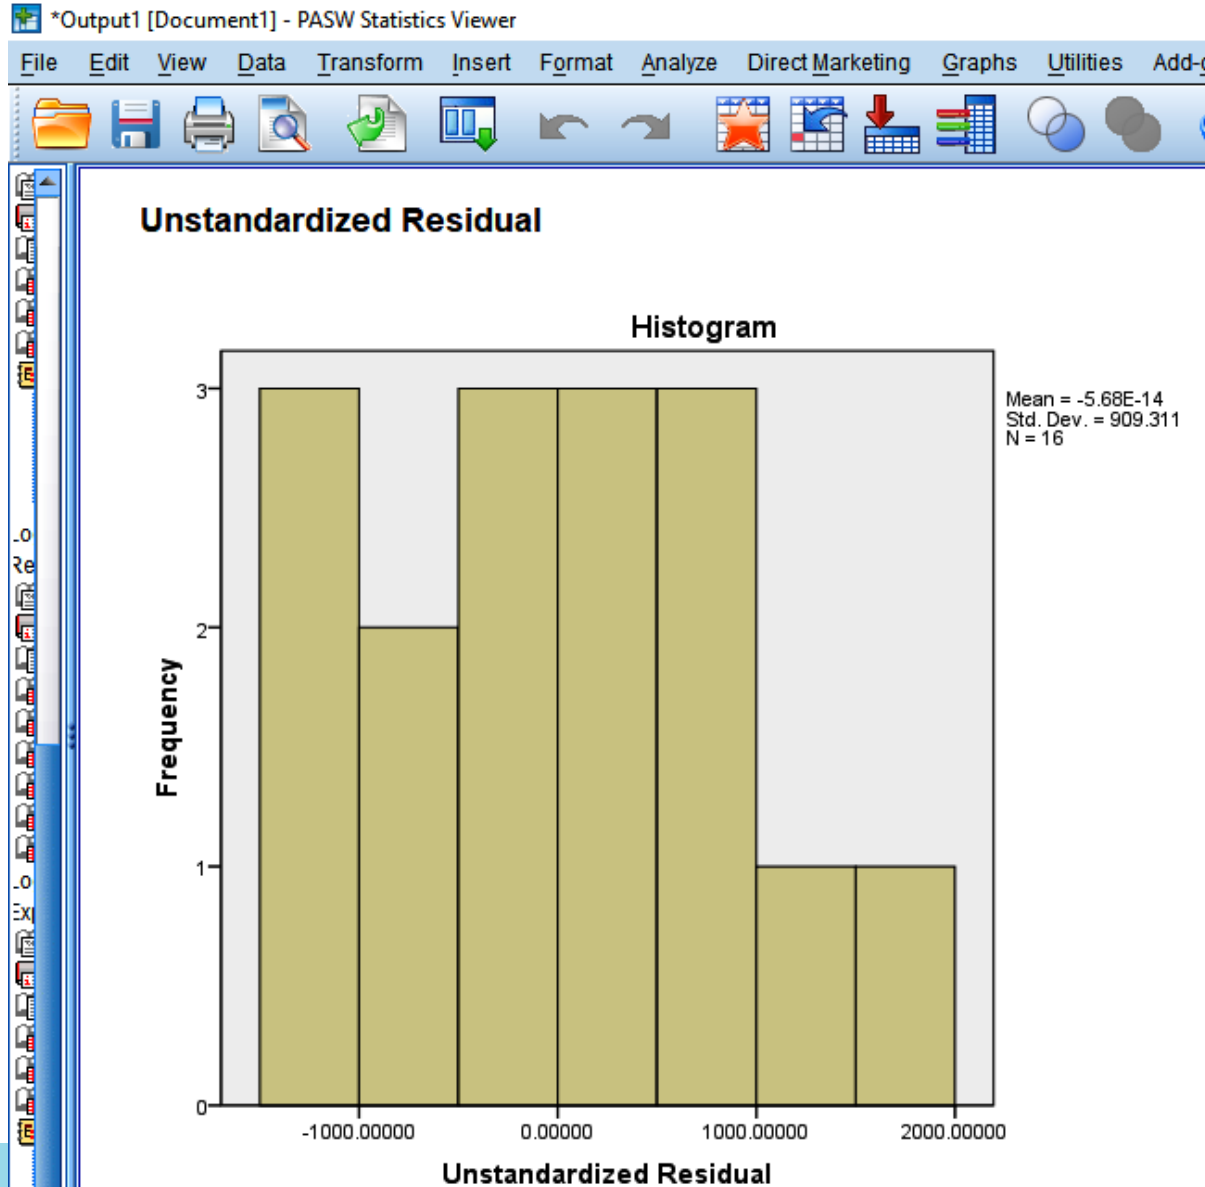 *Output1 [Document1] - PASW Statistics Viewer
File Edit View Data Transform Insert Format Analyze Direct Marketing Graphs Utilities Add-
Unstandardized Residual
Histogram
Mean = -5.68E-14
Std. Dev. = 909.311
N = 16
3
2
1
0
Frequency
-1000.00000 0.00000 1000.00000 2000.00000
Unstandardized Residual